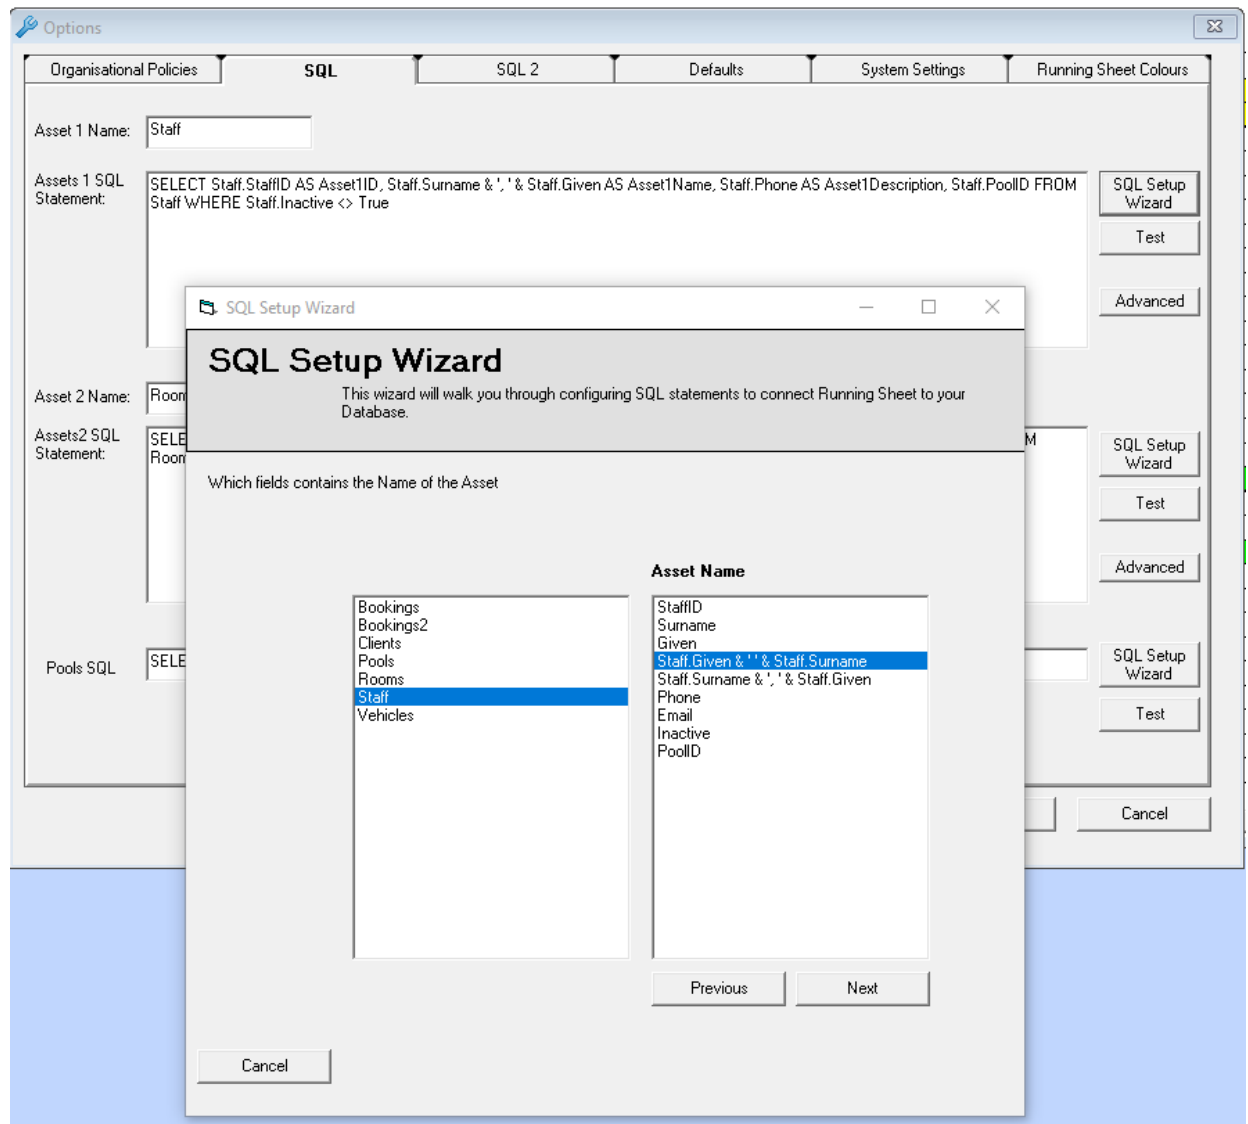 Options
Organisational Policies
SQL
SQL 2
Defaults
System Settings
Running Sheet Colours
Asset 1 Name:
Staff
Assets 1 SQL
Statement:
SELECT Staff.StaffID AS Asset1ID, Staff.Surname & ', ' & Staff.Given AS Asset1Name, Staff.Phone AS Asset1Description, Staff.PoolID FROM
Staff WHERE Staff.Inactive <> True
SQL Setup
Wizard
Test
Advanced
SQL Setup Wizard
SQL Setup Wizard
This wizard will walk you through configuring SQL statements to connect Running Sheet to your
Database.
Asset 2 Name:
Assets2 SQL
Statement:
SQL Setup
Wizard
Test
Advanced
Which fields contains the Name of the Asset
Asset Name
Bookings
Bookings2
Clients
Pools
Rooms
Staff
Vehicles
StaffID
Surname
Given
Staff.Given & ' ' & Staff.Surname
Staff.Surname & ', ' & Staff.Given
Phone
Email
Inactive
PoolID
Pools SQL
SQL Setup
Wizard
Test
Previous
Next
Cancel
Cancel